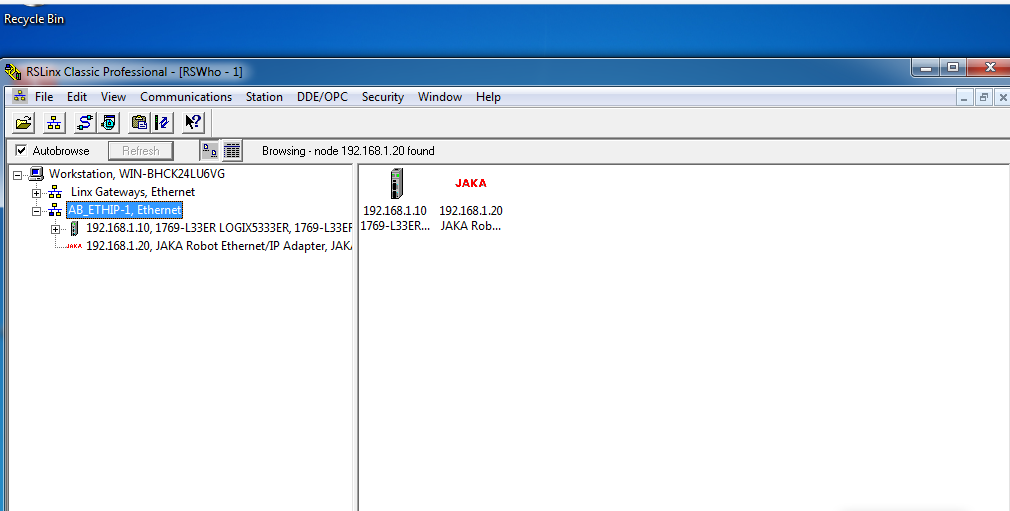 Recycle Bin
RSLinx Classic Professional - [RSWho - 1]
File Edit View Communications Station DDE/OPC Security Window Help
Autobrowse Refresh Browsing - node 192.168.1.20 found
Workstation, WIN-BHCK24LU6VG
Linx Gateways, Ethernet
AB_ETHIP-1, Ethernet
192.168.1.10, 1769-L33ER LOGIX5333ER, 1769-L33EF
JAKA 192.168.1.20, JAKA Robot Ethernet/IP Adapter, JAK
JAKA
192.168.1.10 192.168.1.20
1769-L33ER... JAKA Rob...